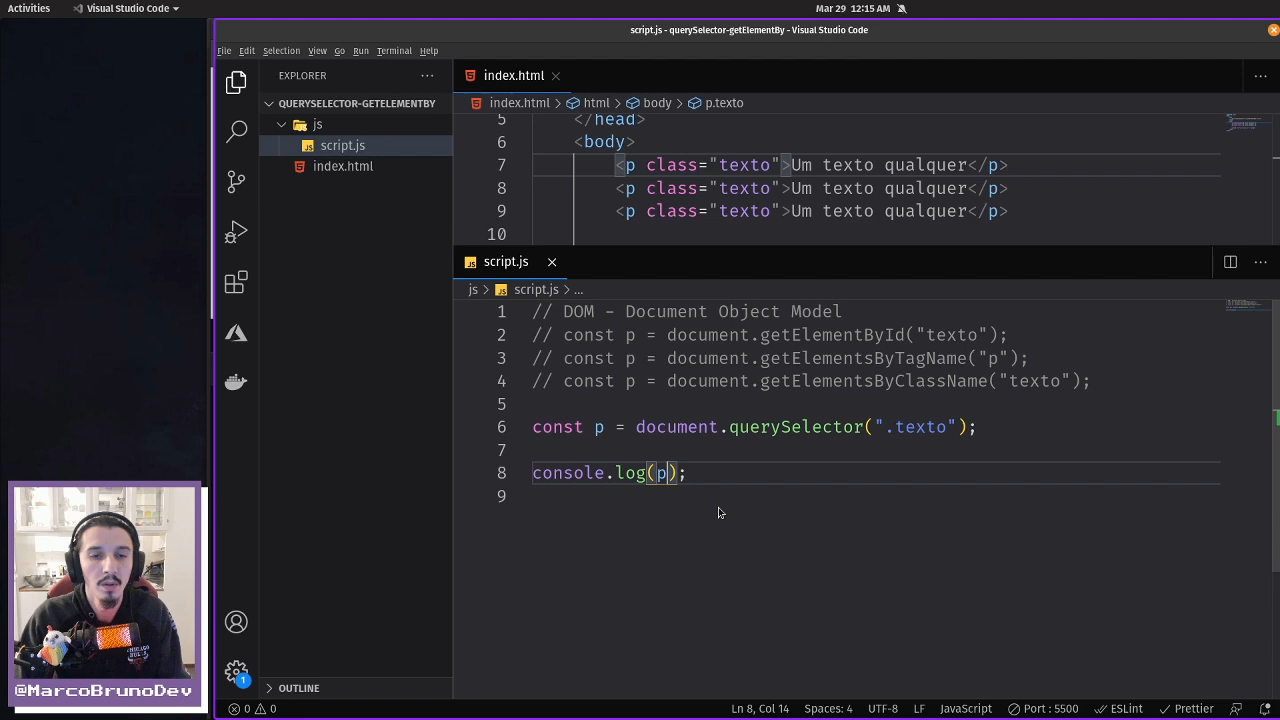 Activities
Visual Studio Code
Mar 29 12:15 AM
script.js - querySelector-getElementBy - Visual Studio Code
File Edit Selection View Go Run Terminal Help
EXPLORER
QUERYSELECTOR-GETELEMENTBY
js
script.js
index.html
OUTLINE
index.html
index.html > html > body > p.texto
5 </head>
6 <body>
7 <p class="texto">Um texto qualquer</p>
8 <p class="texto">Um texto qualquer</p>
9 <p class="texto">Um texto qualquer</p>
10
script.js
js > script.js > ...
1 // DOM - Document Object Model
2 // const p = document.getElementById("texto");
3 // const p = document.getElementsByTagName("p");
4 // const p = document.getElementsByClassName("texto");
5
6 const p = document.querySelector(".texto");
7
8 console.log(p);
9
@MarcoBrunoDev
1
0 0
Ln 8, Col 14 Spaces: 4 UTF-8 LF JavaScript Port : 5500 ESLint Prettier